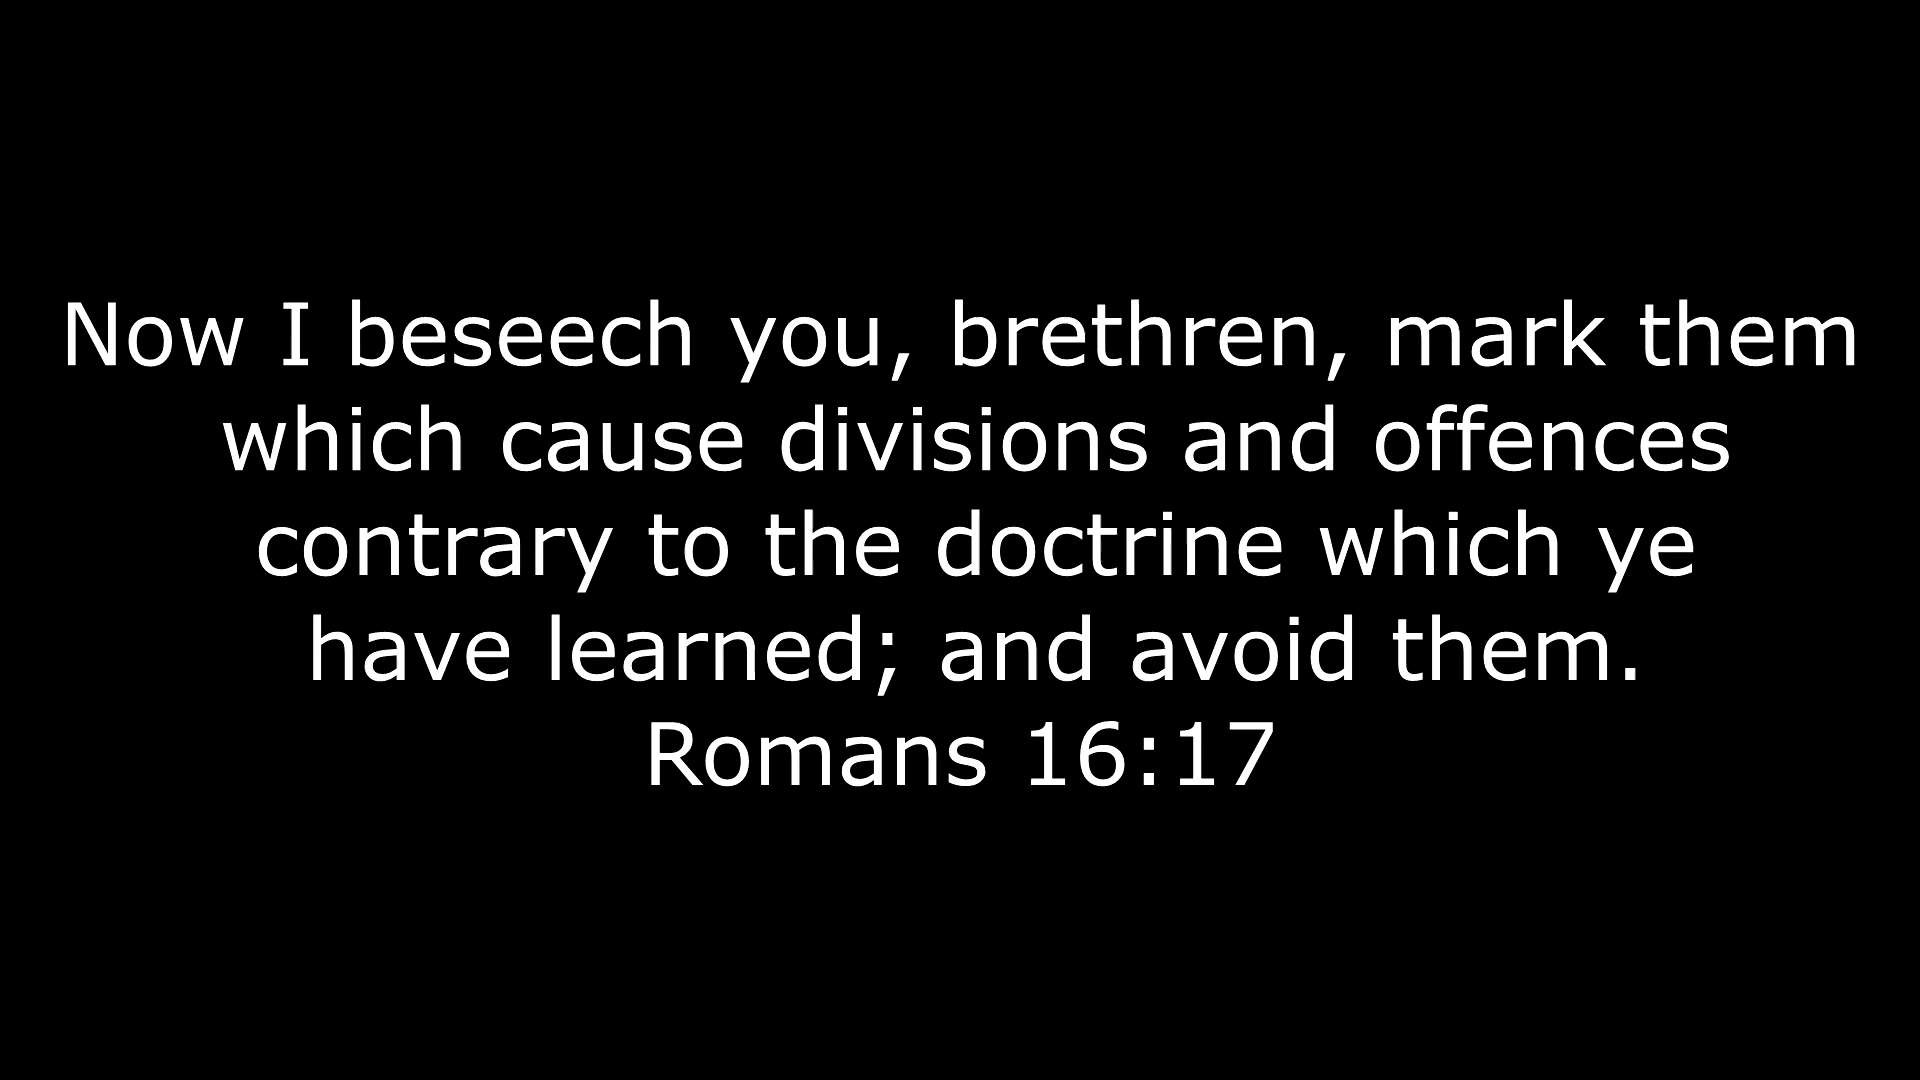 Now I beseech you, brethren, mark them
which cause divisions and offences
contrary to the doctrine which ye
have learned; and avoid them.
Romans 16:17